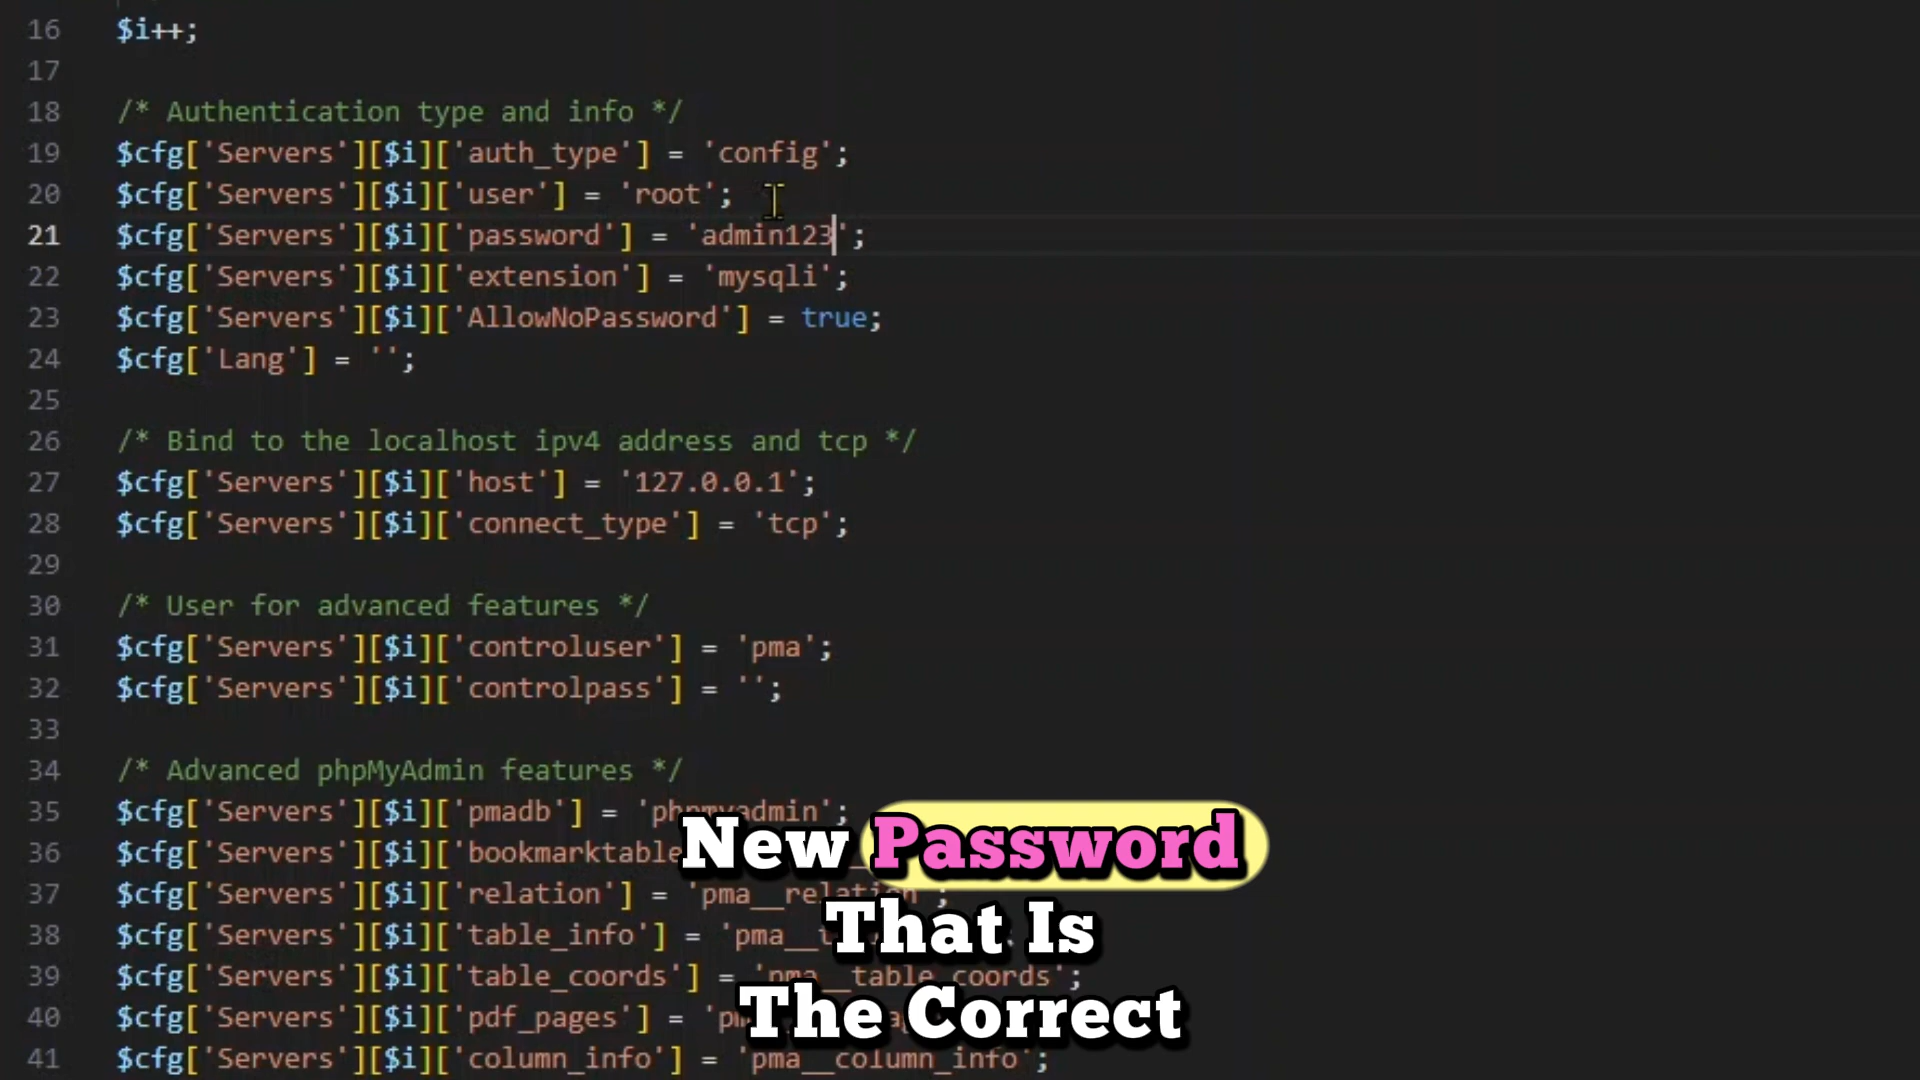 16 $i++;
17
18 /* Authentication type and info */
19 $cfg['Servers'][$i]['auth_type'] = 'config';
20 $cfg['Servers'][$i]['user'] = 'root';
21 $cfg['Servers'][$i]['password'] = 'admin123';
22 $cfg['Servers'][$i]['extension'] = 'mysqli';
23 $cfg['Servers'][$i]['AllowNoPassword'] = true;
24 $cfg['Lang'] = '';
25
26 /* Bind to the localhost ipv4 address and tcp */
27 $cfg['Servers'][$i]['host'] = '127.0.0.1';
28 $cfg['Servers'][$i]['connect_type'] = 'tcp';
29
30 /* User for advanced features */
31 $cfg['Servers'][$i]['controluser'] = 'pma';
32 $cfg['Servers'][$i]['controlpass'] = '';
33
34 /* Advanced phpMyAdmin features */
35 $cfg['Servers'][$i]['pmadb'] = 'phpmyadmin';
36 $cfg['Servers'][$i]['bookmarktable
37 $cfg['Servers'][$i]['relation'] = 'pma__relation';
38 $cfg['Servers'][$i]['table_info'] = 'pma__
39 $cfg['Servers'][$i]['table_coords'] = 'pma__table_coords';
40 $cfg['Servers'][$i]['pdf_pages'] =
41 $cfg['Servers'][$i]['column_info'] = 'pma__column_info';
New Password
That Is
The Correct